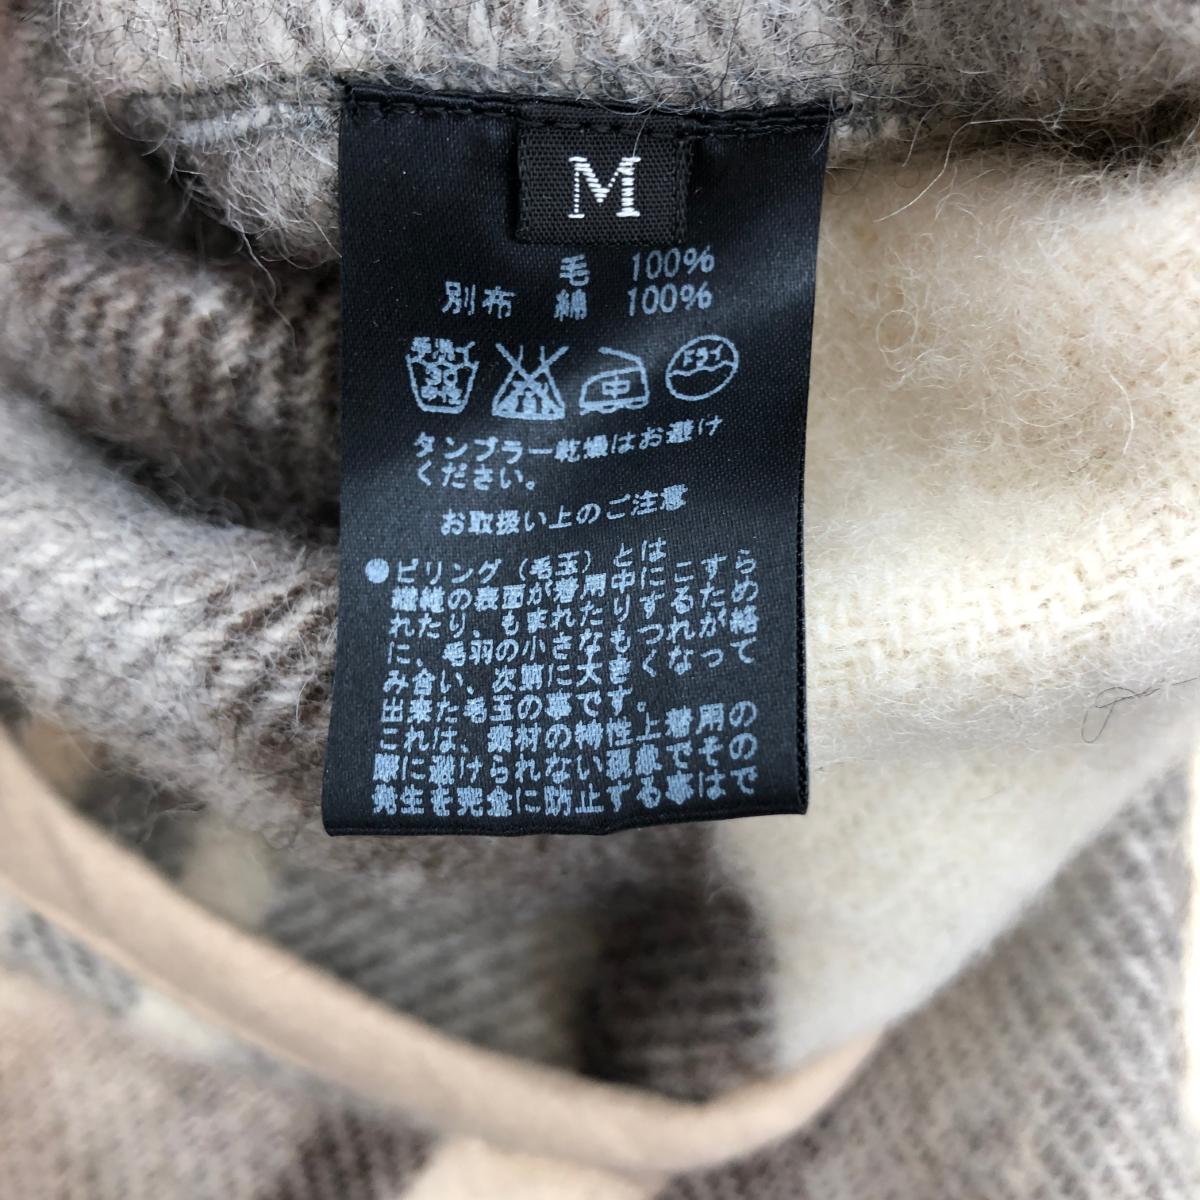 M
毛 100%
別布 綿 100%
手洗イ
30
中
ドライ
タンブラー乾燥はお避け
ください。
お取扱い上のご注意
●ピリング（毛玉）とは
繊維の表面が着用中にこすら
れたり、もまれたりするため
に、毛羽の小さなもつれが絡
み合い、次第に大きくなって
出来た毛玉の事です。
これは、素材の特性上着用の
際に避けられない現象でその
発生を完全に防止する事はで